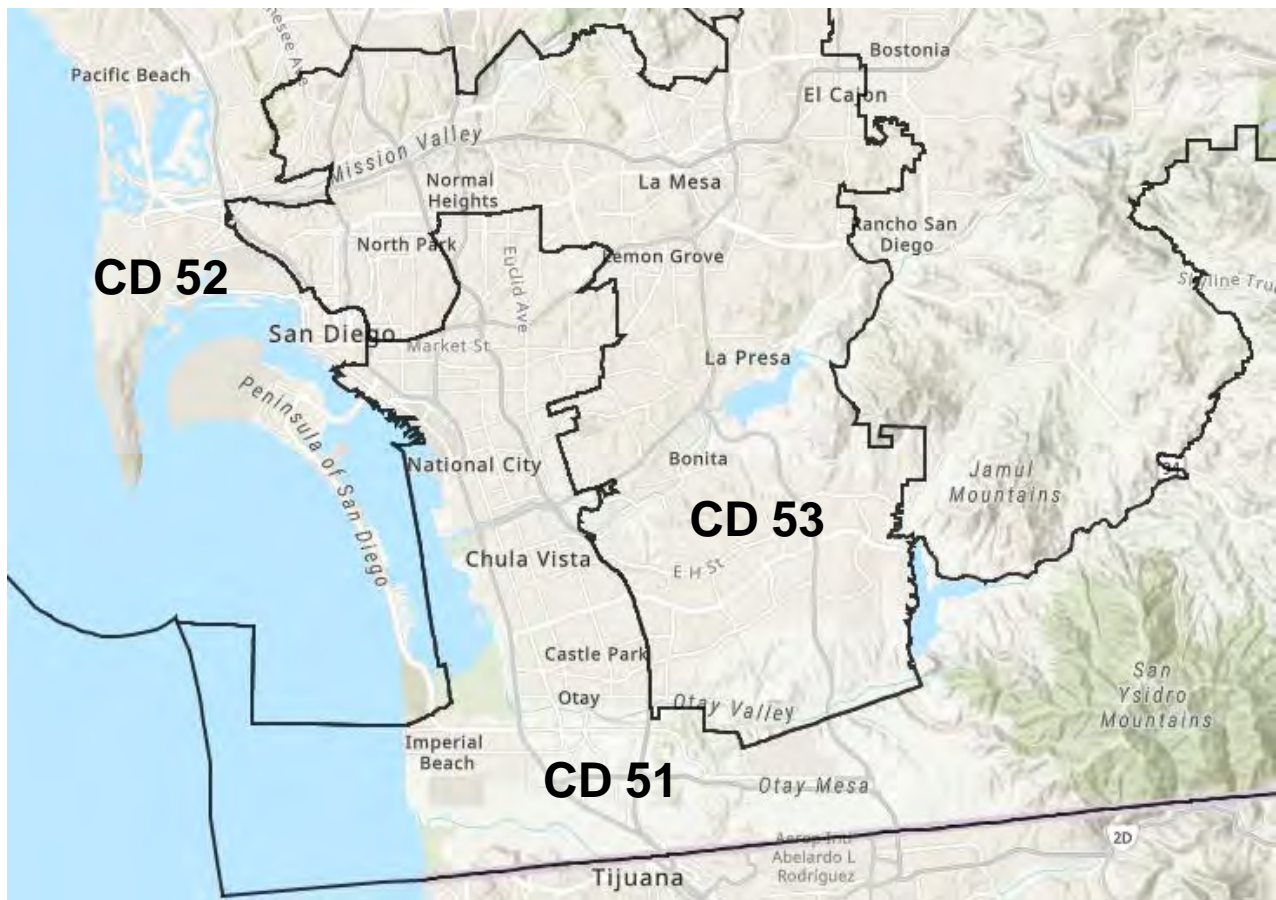 Bostonia
Pacific Beach
El Cajon
Mission Valley
Normal
Heights
La Mesa
North Park
Rancho San
Diego
Lemon Grove
Euclid Ave
CD 52
San Diego
Market St
La Presa
Peninsula of San Diego
National City
Bonita
Jamul
Mountains
CD 53
Chula Vista
E H St
Castle Park
Otay
Otay Valley
San
Ysidro
Mountains
Imperial
Beach
CD 51
Otay Mesa
2D
Abelardo L
Rodríguez
Tijuana